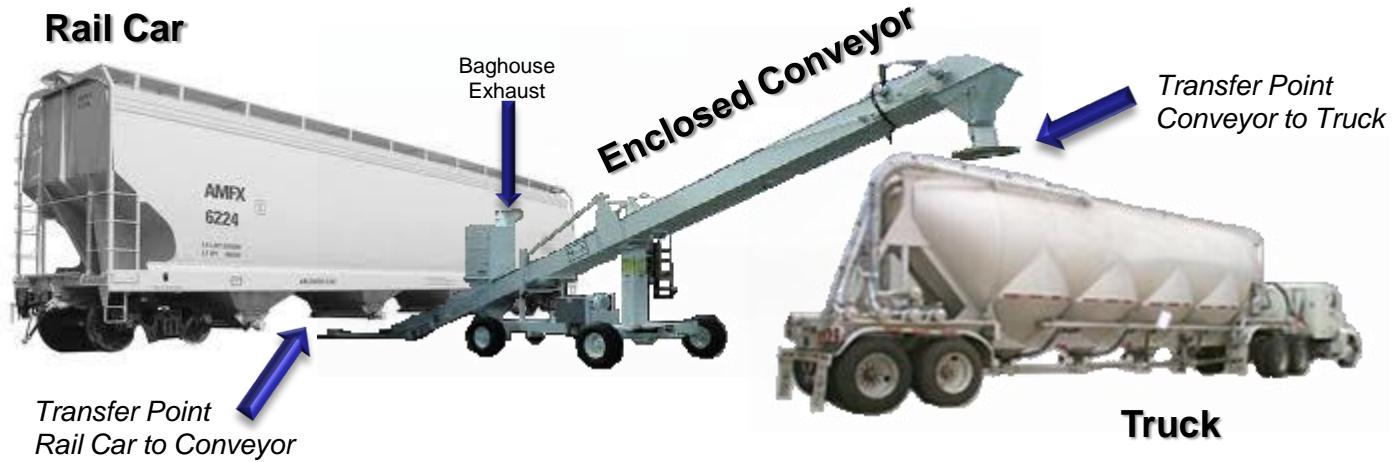 Rail Car
Baghouse
Exhaust
Enclosed Conveyor
Transfer Point
Conveyor to Truck
AMFX
6224
Transfer Point
Rail Car to Conveyor
Truck